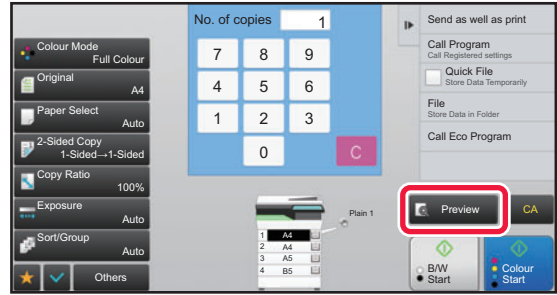 No. of copies 1
Colour Mode
Full Colour
Original
A4
Paper Select
Auto
2-Sided Copy
1-Sided→1-Sided
Copy Ratio
100%
Exposure
Auto
Sort/Group
Auto
Others
7 8 9
4 5 6
1 2 3
0 C
Plain 1
1 A4
2 A4
3 A5
4 B5
Send as well as print
Call Program
Call Registered settings
Quick File
Store Data Temporarily
File
Store Data in Folder
Call Eco Program
Preview
CA
B/W
Start
Colour
Start